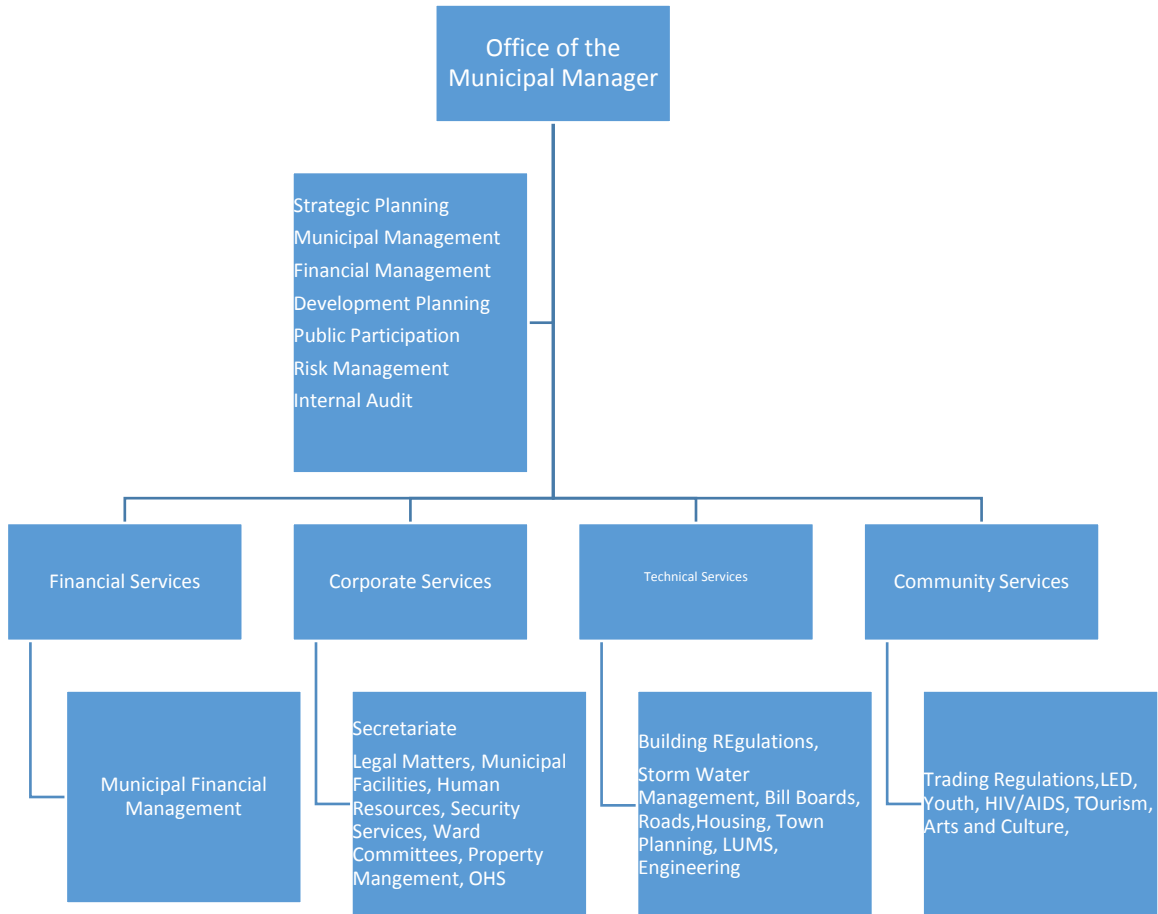 Office of the
Municipal Manager
Strategic Planning
Municipal Management
Financial Management
Development Planning
Public Participation
Risk Management
Internal Audit
Financial Services
Corporate Services
Technical Services
Community Services
Municipal Financial
Management
Secretariate
Legal Matters, Municipal
Facilities, Human
Resources, Security
Services, Ward
Committees, Property
Mangement, OHS
Building REgulations,
Storm Water
Management, Bill Boards,
Roads,Housing, Town
Planning, LUMS,
Engineering
Trading Regulations,LED,
Youth, HIV/AIDS, TOurism,
Arts and Culture,